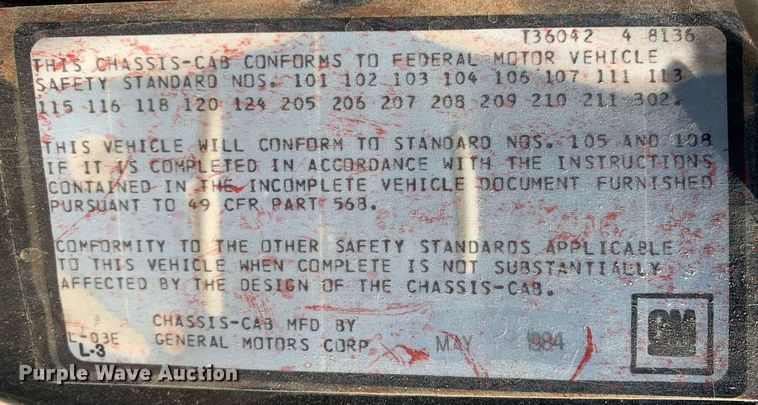 T36042 4 8136
THIS CHASSIS-CAB CONFORMS TO FEDERAL MOTOR VEHICLE
SAFETY STANDARD NOS. 101 102 103 104 106 107 111 113
115 116 118 120 124 205 206 207 208 209 210 211 302.
THIS VEHICLE WILL CONFORM TO STANDARD NOS. 105 AND 108
IF IT IS COMPLETED IN ACCORDANCE WITH THE INSTRUCTIONS
CONTAINED IN THE INCOMPLETE VEHICLE DOCUMENT FURNISHED
PURSUANT TO 49 CFR PART 568.
CONFORMITY TO THE OTHER SAFETY STANDARDS APPLICABLE
TO THIS VEHICLE WHEN COMPLETE IS NOT SUBSTANTIALLY
AFFECTED BY THE DESIGN OF THE CHASSIS-CAB.
CHASSIS-CAB MFD BY
L-03E GENERAL MOTORS CORP MAY 1984
L-3
GM
Purple Wave Auction